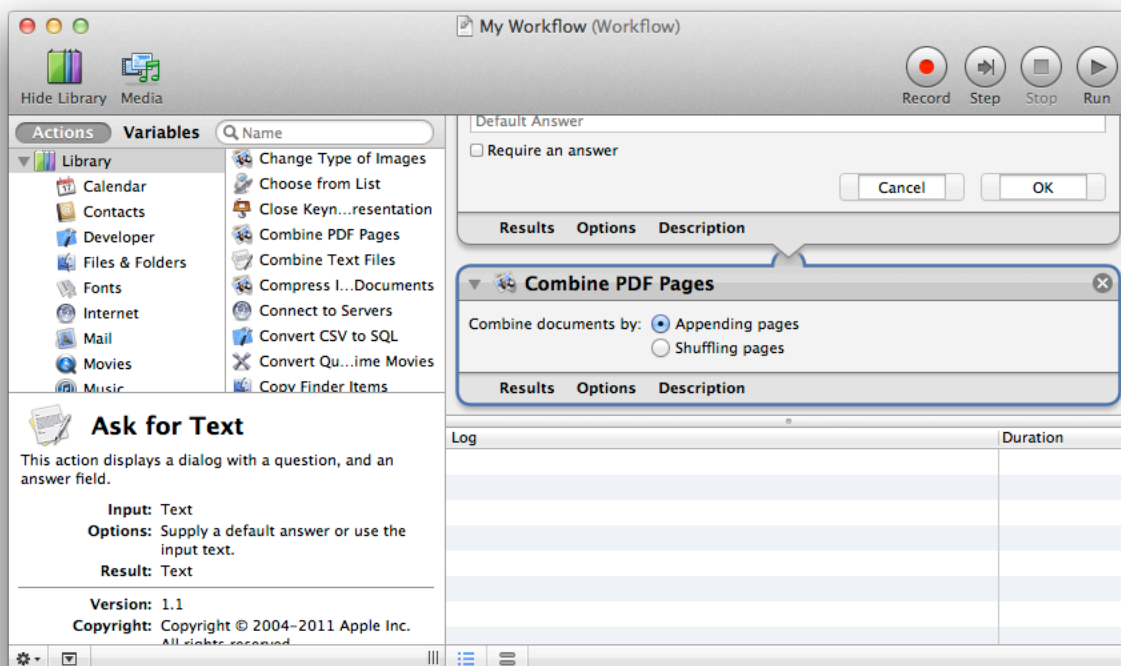 My Workflow (Workflow)
Hide Library Media
Record Step Stop Run
Actions Variables Name
Library
Calendar
Contacts
Developer
Files & Folders
Fonts
Internet
Mail
Movies
Music
Change Type of Images
Choose from List
Close Keyn...resentation
Combine PDF Pages
Combine Text Files
Compress I...Documents
Connect to Servers
Convert CSV to SQL
Convert Qu...ime Movies
Copy Finder Items
Ask for Text
This action displays a dialog with a question, and an
answer field.
Input: Text
Options: Supply a default answer or use the
input text.
Result: Text
Version: 1.1
Copyright: Copyright © 2004-2011 Apple Inc.
All rights reserved
Default Answer
Require an answer
Cancel OK
Results Options Description
Combine PDF Pages
Combine documents by: Appending pages
Shuffling pages
Results Options Description
Log Duration